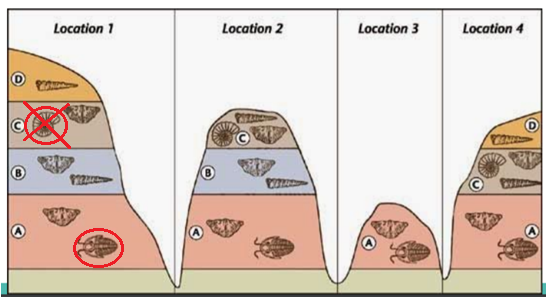 Location 1 Location 2 Location 3 Location 4
D
C D
C
B B
C
A A A A